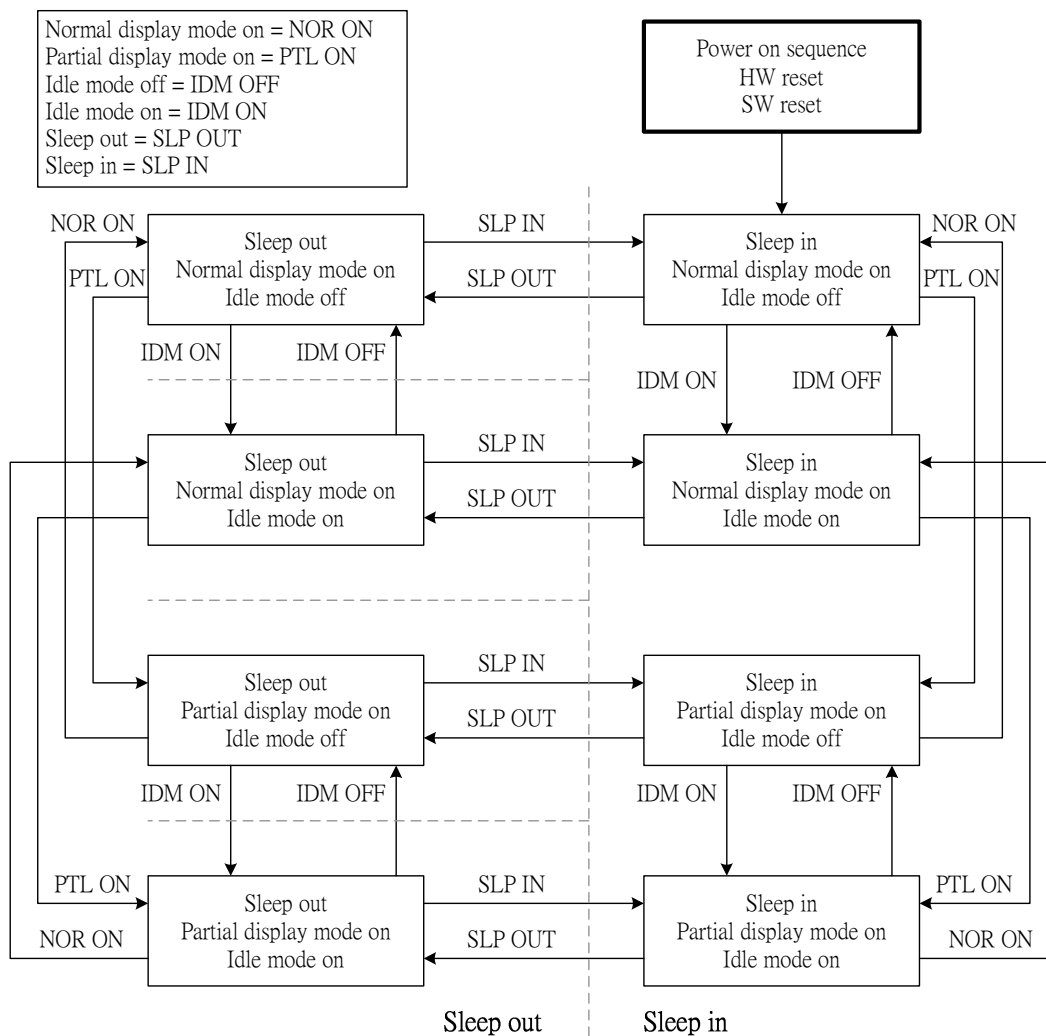 Normal display mode on = NOR ON
Partial display mode on = PTL ON
Idle mode off = IDM OFF
Idle mode on = IDM ON
Sleep out = SLP OUT
Sleep in = SLP IN
Power on sequence
HW reset
SW reset
NOR ON
PTL ON
Sleep out
Normal display mode on
Idle mode off
SLP IN
SLP OUT
Sleep in
Normal display mode on
Idle mode off
NOR ON
PTL ON
IDM ON
IDM OFF
IDM ON
IDM OFF
Sleep out
Normal display mode on
Idle mode on
SLP IN
SLP OUT
Sleep in
Normal display mode on
Idle mode on
Sleep out
Partial display mode on
Idle mode off
SLP IN
SLP OUT
Sleep in
Partial display mode on
Idle mode off
IDM ON
IDM OFF
IDM ON
IDM OFF
PTL ON
NOR ON
Sleep out
Partial display mode on
Idle mode on
SLP IN
SLP OUT
Sleep in
Partial display mode on
Idle mode on
PTL ON
NOR ON
Sleep out
Sleep in